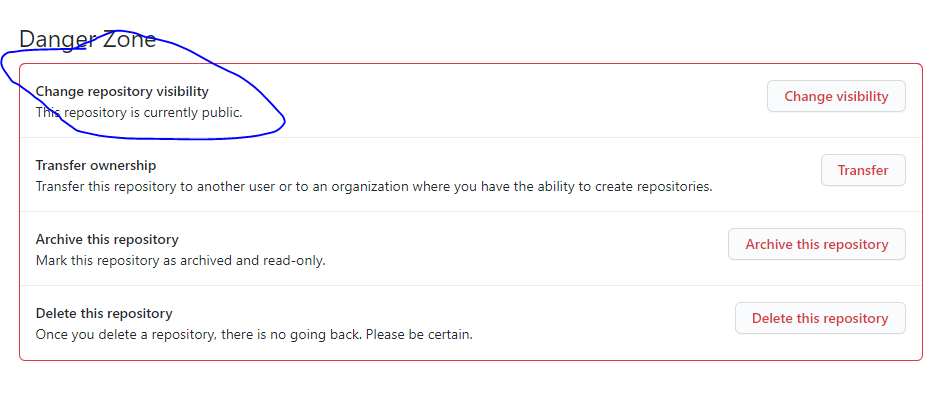 Danger Zone
Change repository visibility
This repository is currently public.
Change visibility
Transfer ownership
Transfer this repository to another user or to an organization where you have the ability to create repositories.
Transfer
Archive this repository
Mark this repository as archived and read-only.
Archive this repository
Delete this repository
Once you delete a repository, there is no going back. Please be certain.
Delete this repository